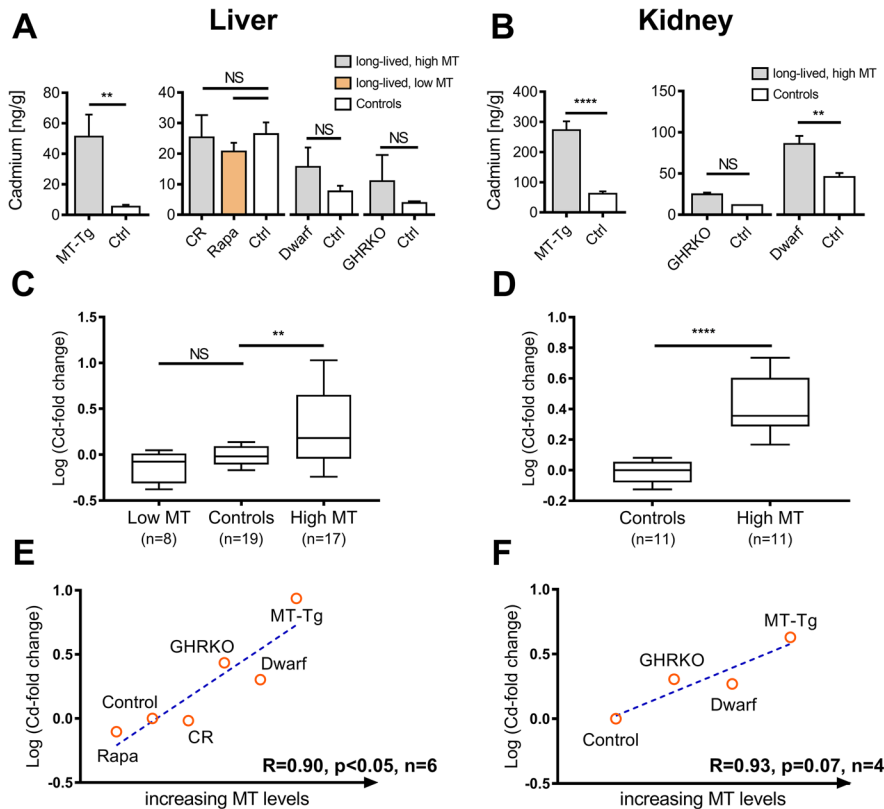 A
Liver
B
Kidney
long-lived, high MT
long-lived, low MT
Controls
long-lived, high MT
Controls
Cadmium [ng/g]
80
60
40
20
0
**
MT-Tg
Ctrl
40
30
20
10
0
NS
NS
NS
CR
Rapa
Ctrl
Dwarf
Ctrl
GHRKO
Ctrl
Cadmium [ng/g]
400
300
200
100
0
****
MT-Tg
Ctrl
150
100
50
0
NS
**
GHRKO
Ctrl
Dwarf
Ctrl
C
Log (Cd-fold change)
1.5
1.0
0.5
0.0
-0.5
NS
**
Low MT
Controls
High MT
(n=8)
(n=19)
(n=17)
D
Log (Cd-fold change)
1.0
0.8
0.6
0.4
0.2
0.0
-0.2
****
Controls
High MT
(n=11)
(n=11)
E
Log (Cd-fold change)
1.0
0.5
0.0
-0.5
MT-Tg
GHRKO
Dwarf
Control
CR
Rapa
R=0.90, p<0.05, n=6
increasing MT levels
F
Log (Cd-fold change)
1.0
0.5
0.0
-0.5
MT-Tg
GHRKO
Dwarf
Control
R=0.93, p=0.07, n=4
increasing MT levels